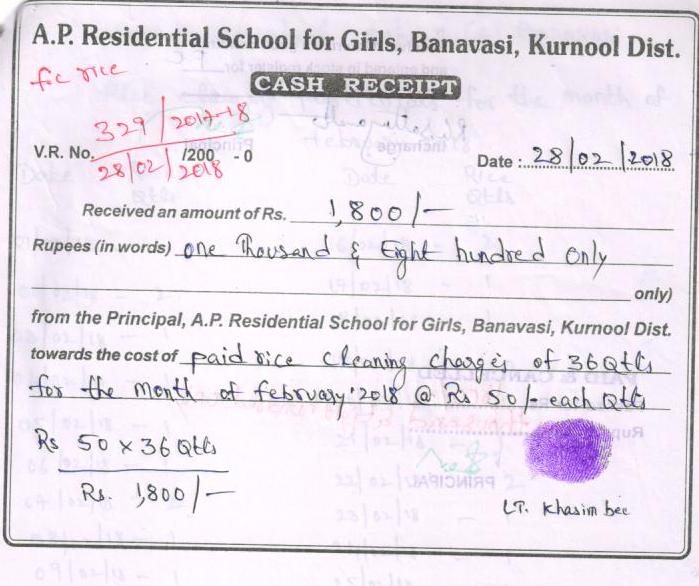 A.P. Residential School for Girls, Banavasi, Kurnool Dist.
fc rice
CASH RECEIPT
329/2017-18
V.R. No. /200 -0
28/02/2018
Date : 28/02/2018
Received an amount of Rs. 1,800/-
Rupees (in words) One Thousand & Eight hundred only
only)
from the Principal, A.P. Residential School for Girls, Banavasi, Kurnool Dist.
towards the cost of paid rice cleaning charges of 36 Qtls
for the month of february'2018 @ Rs 50/- each Qtls
Rs 50 x 36 Qtls
Rs. 1,800/-
LT. Khasim bee